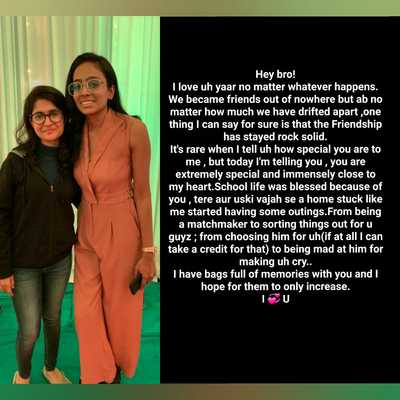 Hey bro!
I love uh yaar no matter whatever happens.
We became friends out of nowhere but ab no
matter how much we have drifted apart ,one
thing I can say for sure is that the Friendship
has stayed rock solid.
It's rare when I tell uh how special you are to
me , but today I'm telling you , you are
extremely special and immensely close to
my heart.School life was blessed because of
you , tere aur uski vajah se a home stuck like
me started having some outings.From being
a matchmaker to sorting things out for u
guyz ; from choosing him for uh(if at all I can
take a credit for that) to being mad at him for
making uh cry..
I have bags full of memories with you and I
hope for them to only increase.
I 💞 U